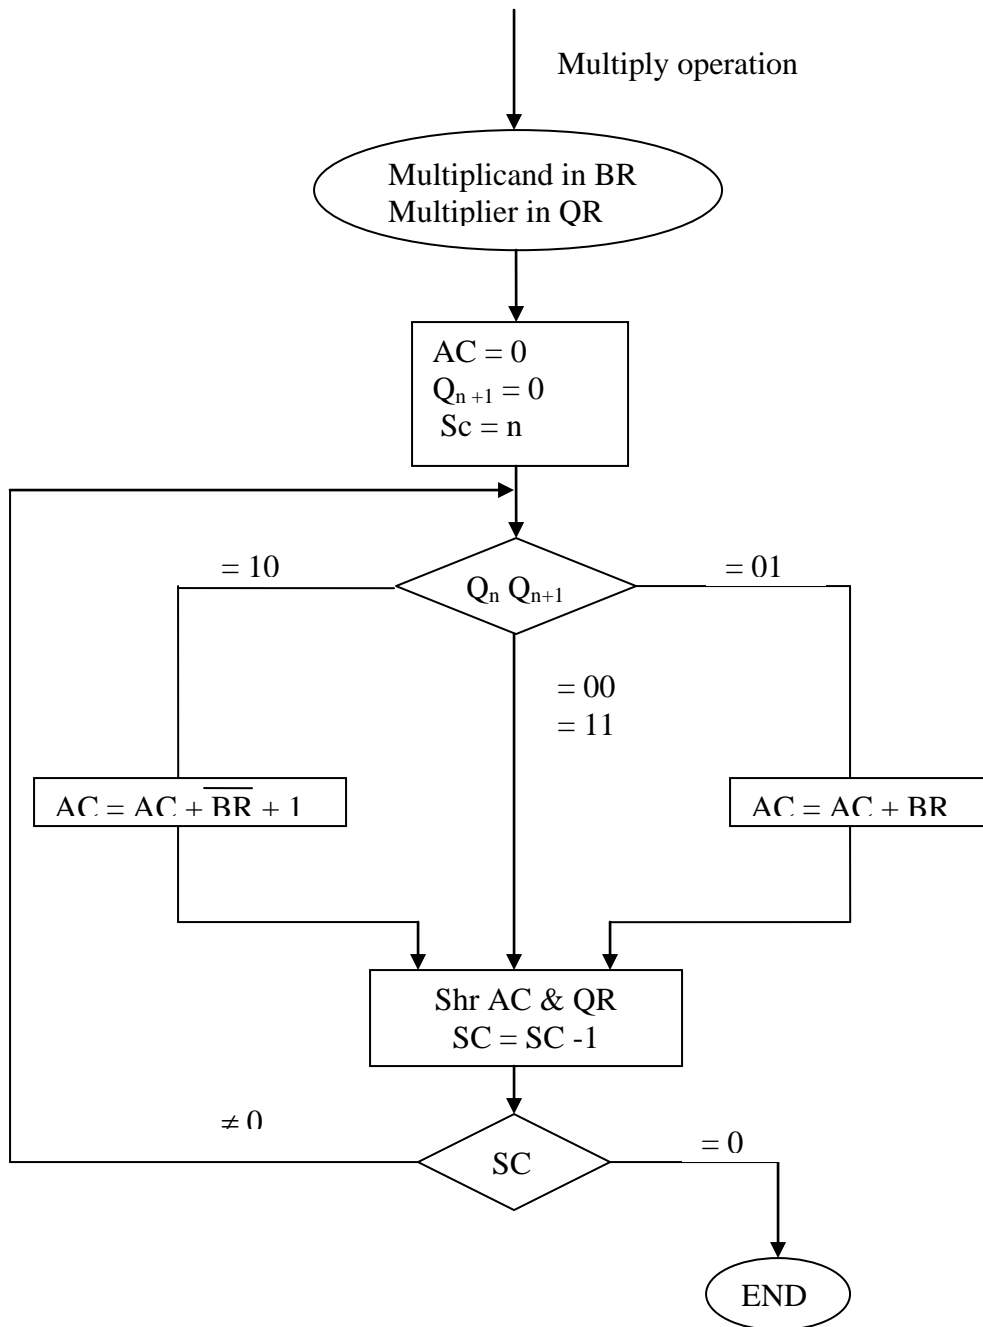 Multiply operation
Multiplicand in BR
Multiplier in QR
AC = 0
Qn +1 = 0
Sc = n
= 10
Qn Qn+1
= 01
= 00
= 11
AC = AC + B̅R̅ + 1
AC = AC + BR
Shr AC & QR
SC = SC -1
≠ 0
SC
= 0
END